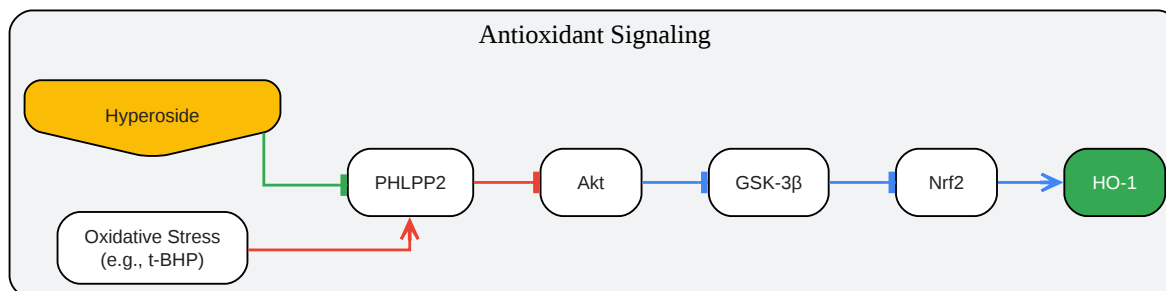 Antioxidant Signaling
Hyperoside
PHLPP2
Akt
GSK-3β
Nrf2
HO-1
Oxidative Stress
(e.g., t-BHP)